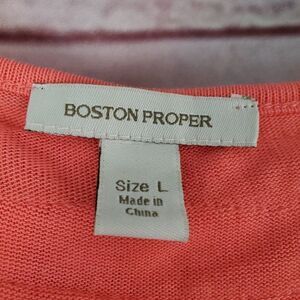 BOSTON PROPER
Size L
Made in
China